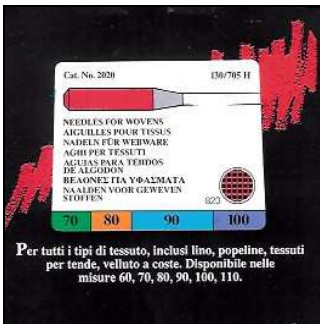 Cat. No. 2020 130/705 H
NEEDLES FOR WOVENS
AIGUILLES POUR TISSUS
NADELN FÜR WEBWARE
AGHI PER TESSUTI
AGUJAS PARA TEJIDOS
DE ALGODON
ΒΕΛΟΝΕΣ ΓΙΑ ΥΦΑΣΜΑΤΑ
NAALDEN VOOR GEWEVEN
STOFFEN
823
70 80 90 100
Per tutti i tipi di tessuto, inclusi lino, popeline, tessuti
per tende, velluto a coste. Disponibile nelle
misure 60, 70, 80, 90, 100, 110.